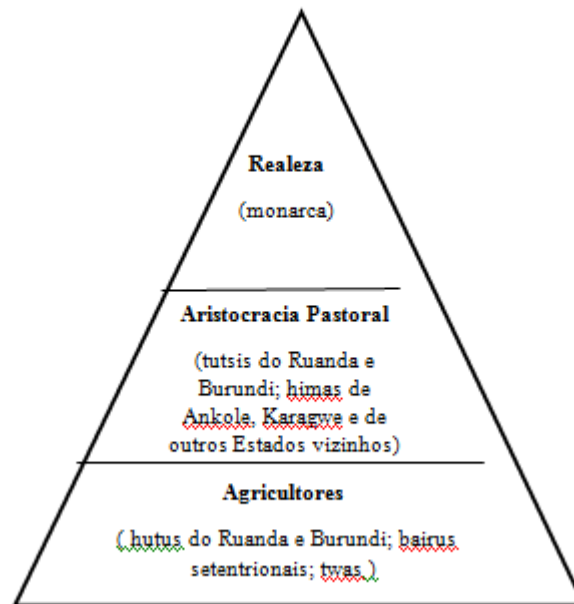 Realeza
(monarca)
Aristocracia Pastoral
(tutsis do Ruanda e
Burundi; himas de
Ankole, Karagwe e de
outros Estados vizinhos)
Agricultores
( hutus do Ruanda e Burundi; bairus
setentrionais; twas )